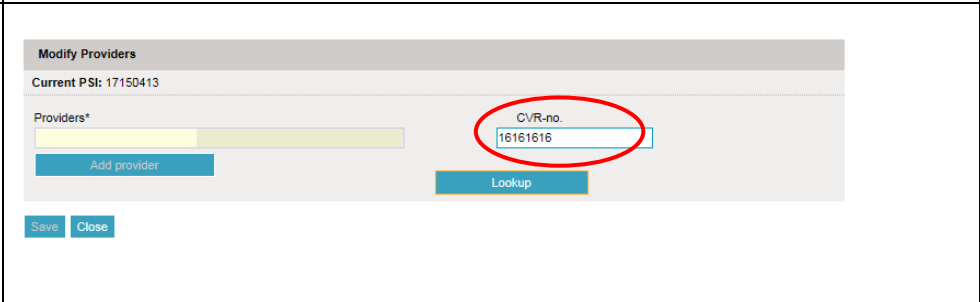 Modify Providers
Current PSI: 17150413
Providers*
CVR-no.
16161616
Add provider
Lookup
Save Close